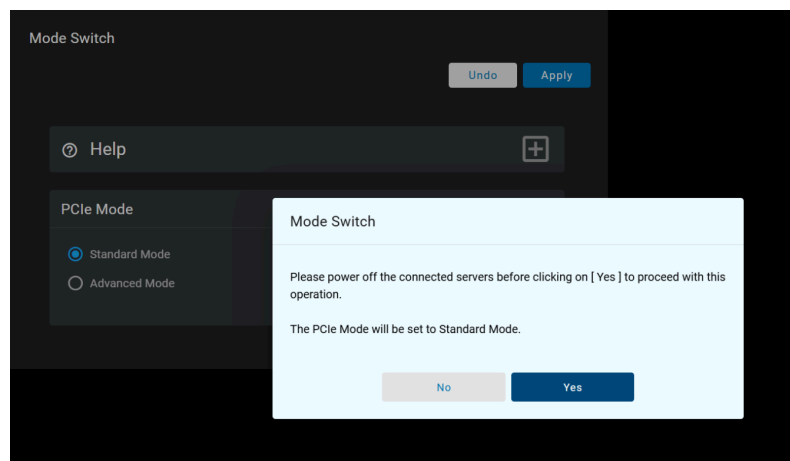 Mode Switch
Undo
Apply
Help
PCIe Mode
Standard Mode
Advanced Mode
Mode Switch
Please power off the connected servers before clicking on [ Yes ] to proceed with this
operation.
The PCIe Mode will be set to Standard Mode.
No
Yes